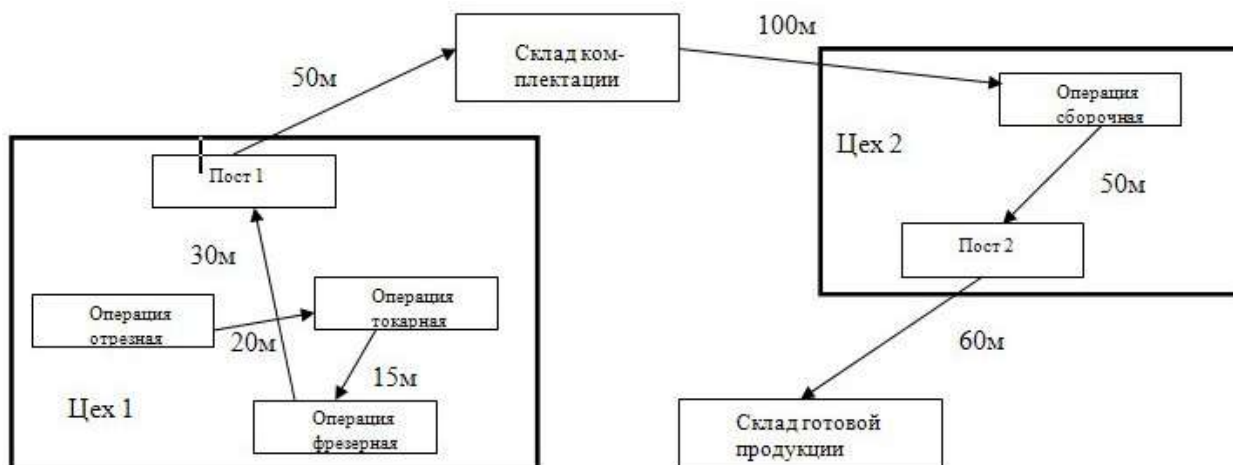 100м
Склад ком-
плектации
50м
Операция
сборочная
Цех 2
Пост 1
50м
Пост 2
30м
Операция
токарная
Операция
отрезная
20м
60м
15м
Цех 1
Операция
фрезерная
Склад готовой
продукции